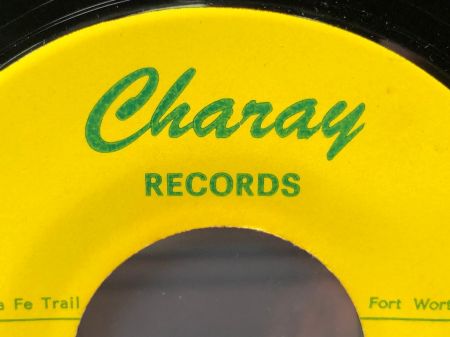 Charay
RECORDS
a Fe Trail
Fort Wort